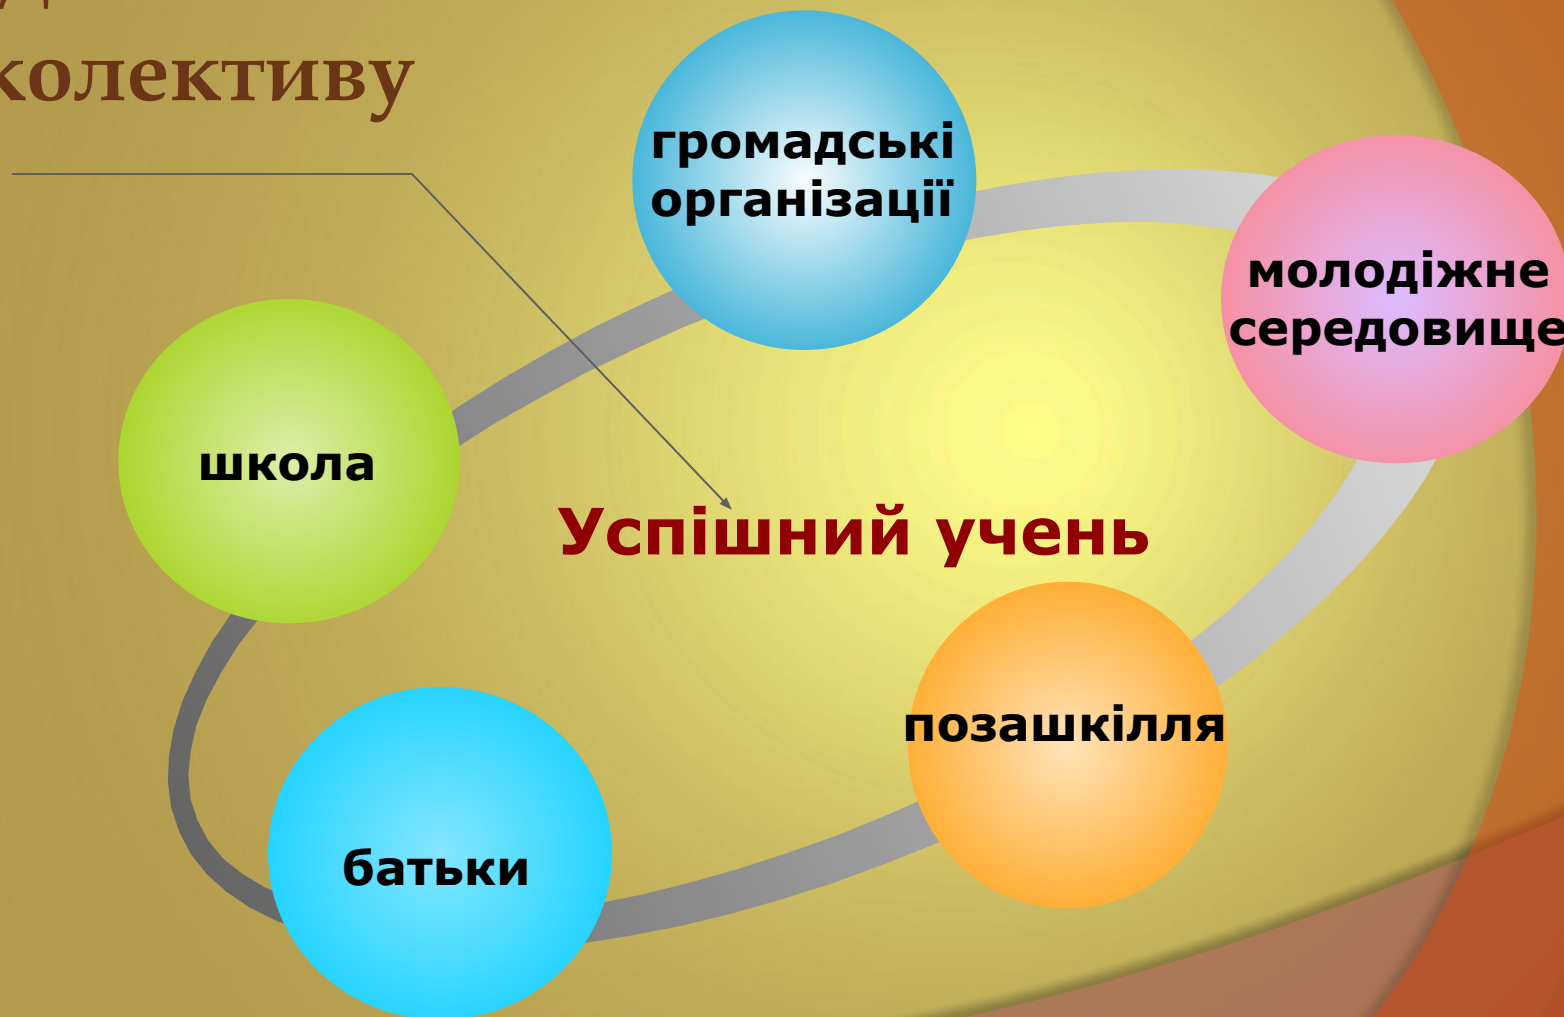 колективу
громадські
організації
молодіжне
середовище
школа
Успішний учень
позашкілля
батьки